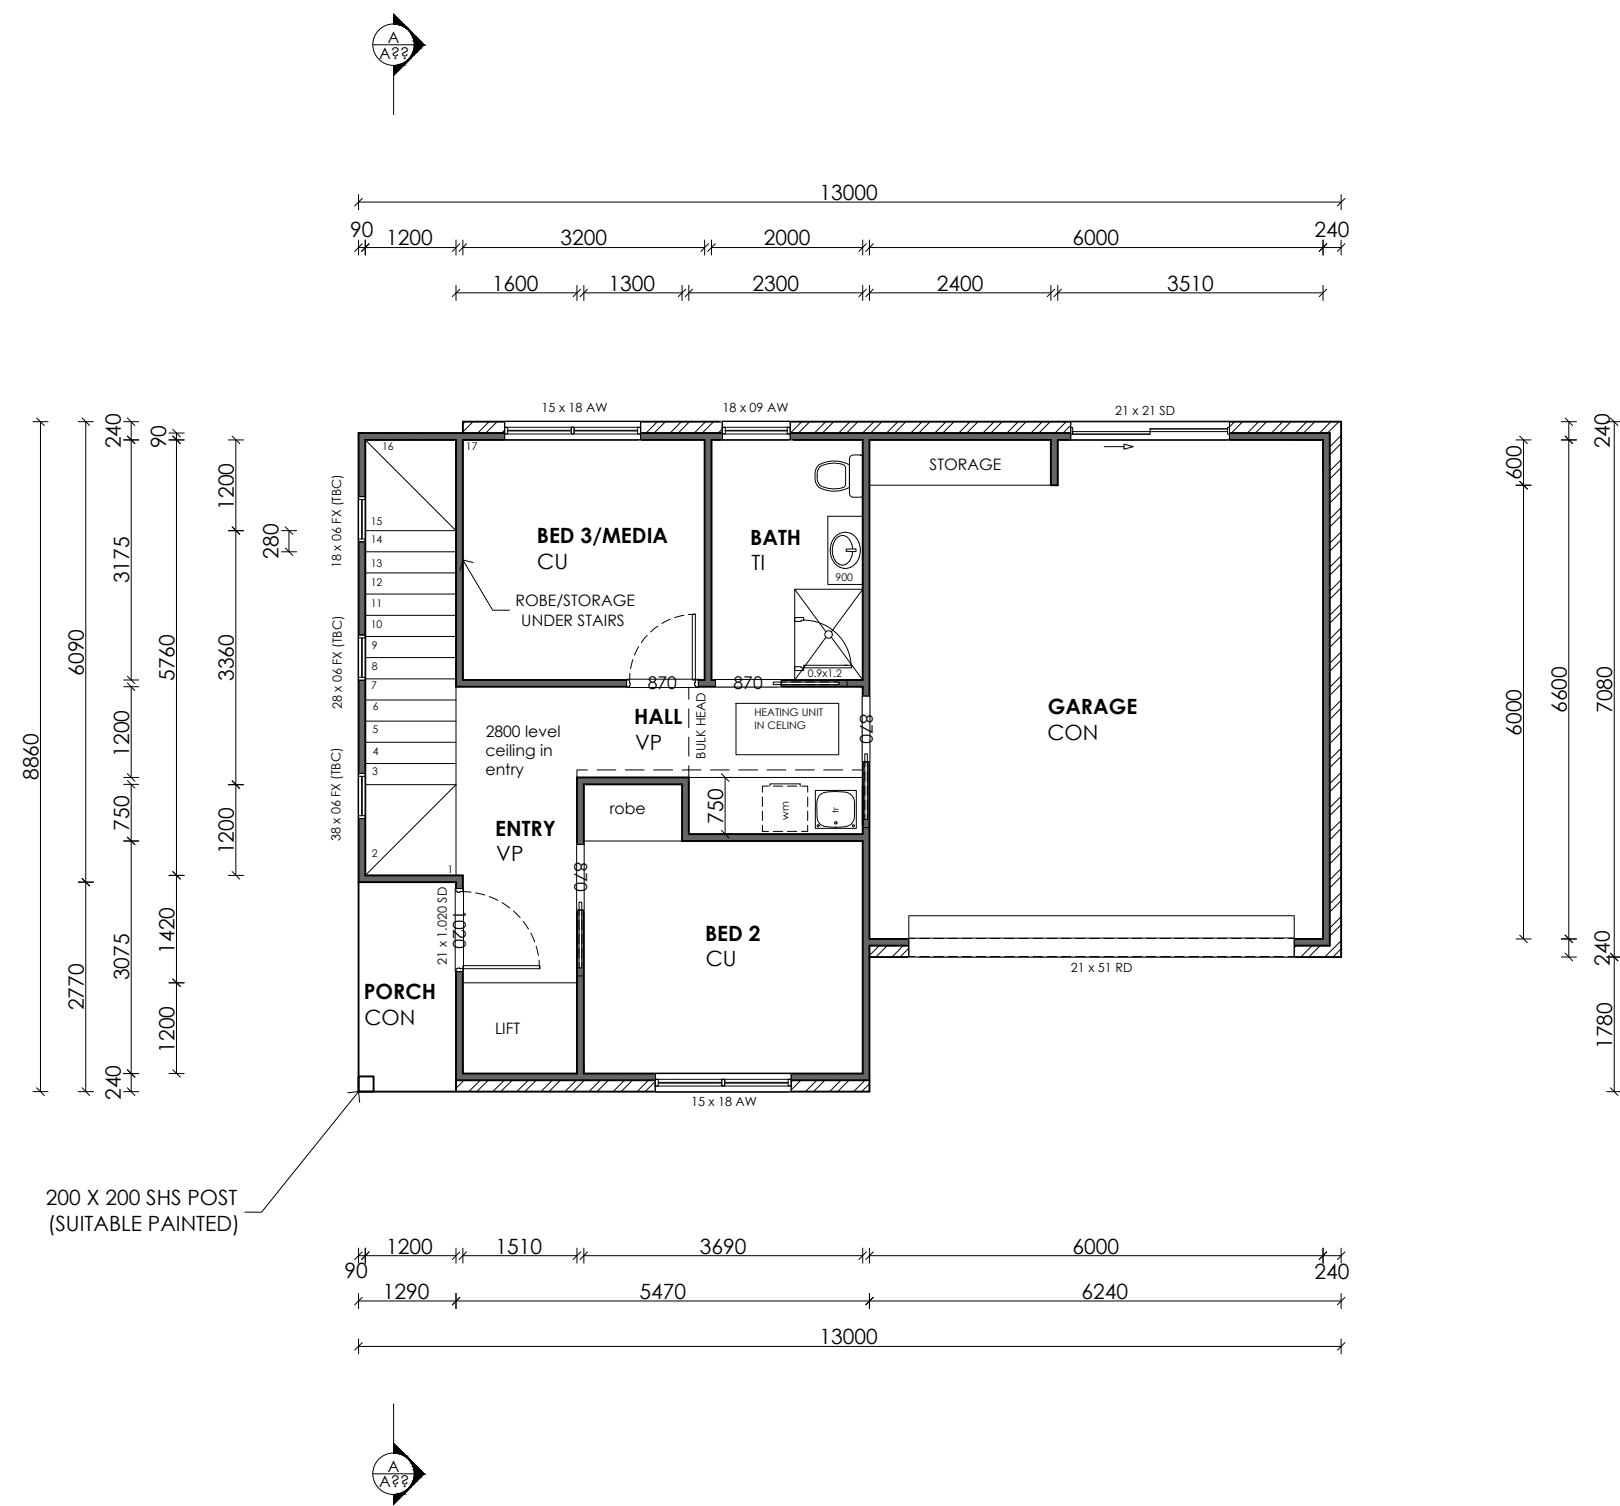 A
A??
13000
90
1200
3200
2000
6000
240
1600
1300
2300
2400
3510
15 x 18 AW
18 x 09 AW
21 x 21 SD
8860
6090
2770
240
3175
1200
750
3075
240
90
5760
1420
1200
1200
3360
1200
280
18 x 06 FX (TBC)
28 x 06 FX (TBC)
38 x 06 FX (TBC)
16
15
14
13
12
11
10
9
8
7
6
5
4
3
2
1
17
BED 3/MEDIA
CU
ROBE/STORAGE
UNDER STAIRS
870
BATH
TI
900
0.9x1.2
870
STORAGE
GARAGE
CON
HALL
VP
BULK HEAD
HEATING UNIT
IN CELING
870
2800 level
ceiling in
entry
robe
750
wm
tr
ENTRY
VP
870
21 x 1.020 SD
1020
BED 2
CU
PORCH
CON
LIFT
15 x 18 AW
21 x 51 RD
600
6000
6600
240
7080
240
1780
200 X 200 SHS POST
(SUITABLE PAINTED)
90
1200
1510
3690
6000
240
1290
5470
6240
13000
A
A??